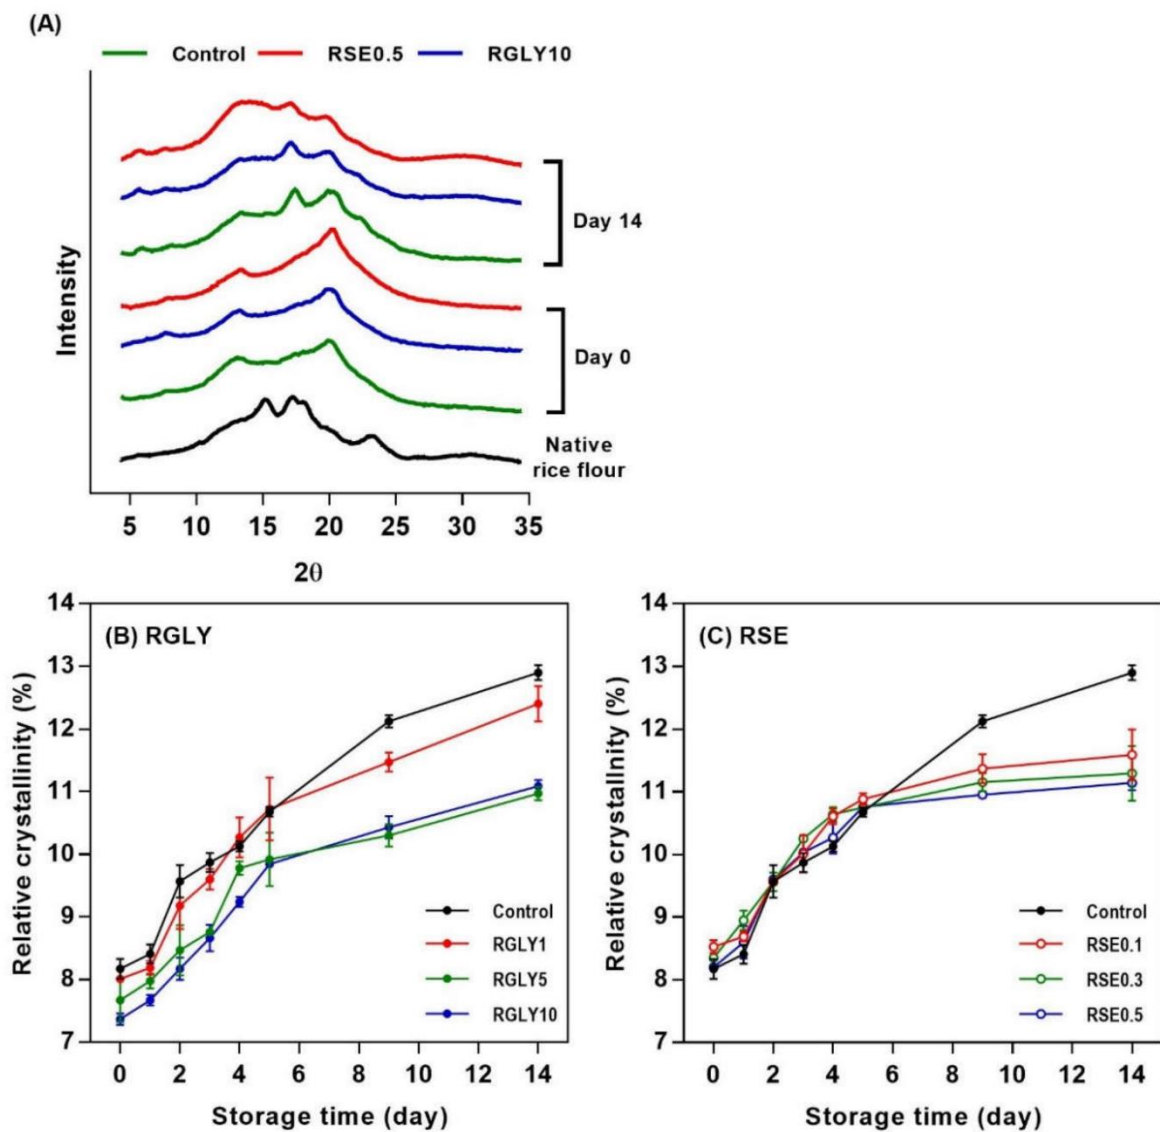 (A)
Control RSE0.5 RGLY10
Intensity
Day 14
Day 0
Native
rice flour
5 10 15 20 25 30 35
2θ
14
13
12
11
10
9
8
7
Relative crystallinity (%)
(B) RGLY
Control
RGLY1
RGLY5
RGLY10
0 2 4 6 8 10 12 14
Storage time (day)
14
13
12
11
10
9
8
7
Relative crystallinity (%)
(C) RSE
Control
RSE0.1
RSE0.3
RSE0.5
0 2 4 6 8 10 12 14
Storage time (day)